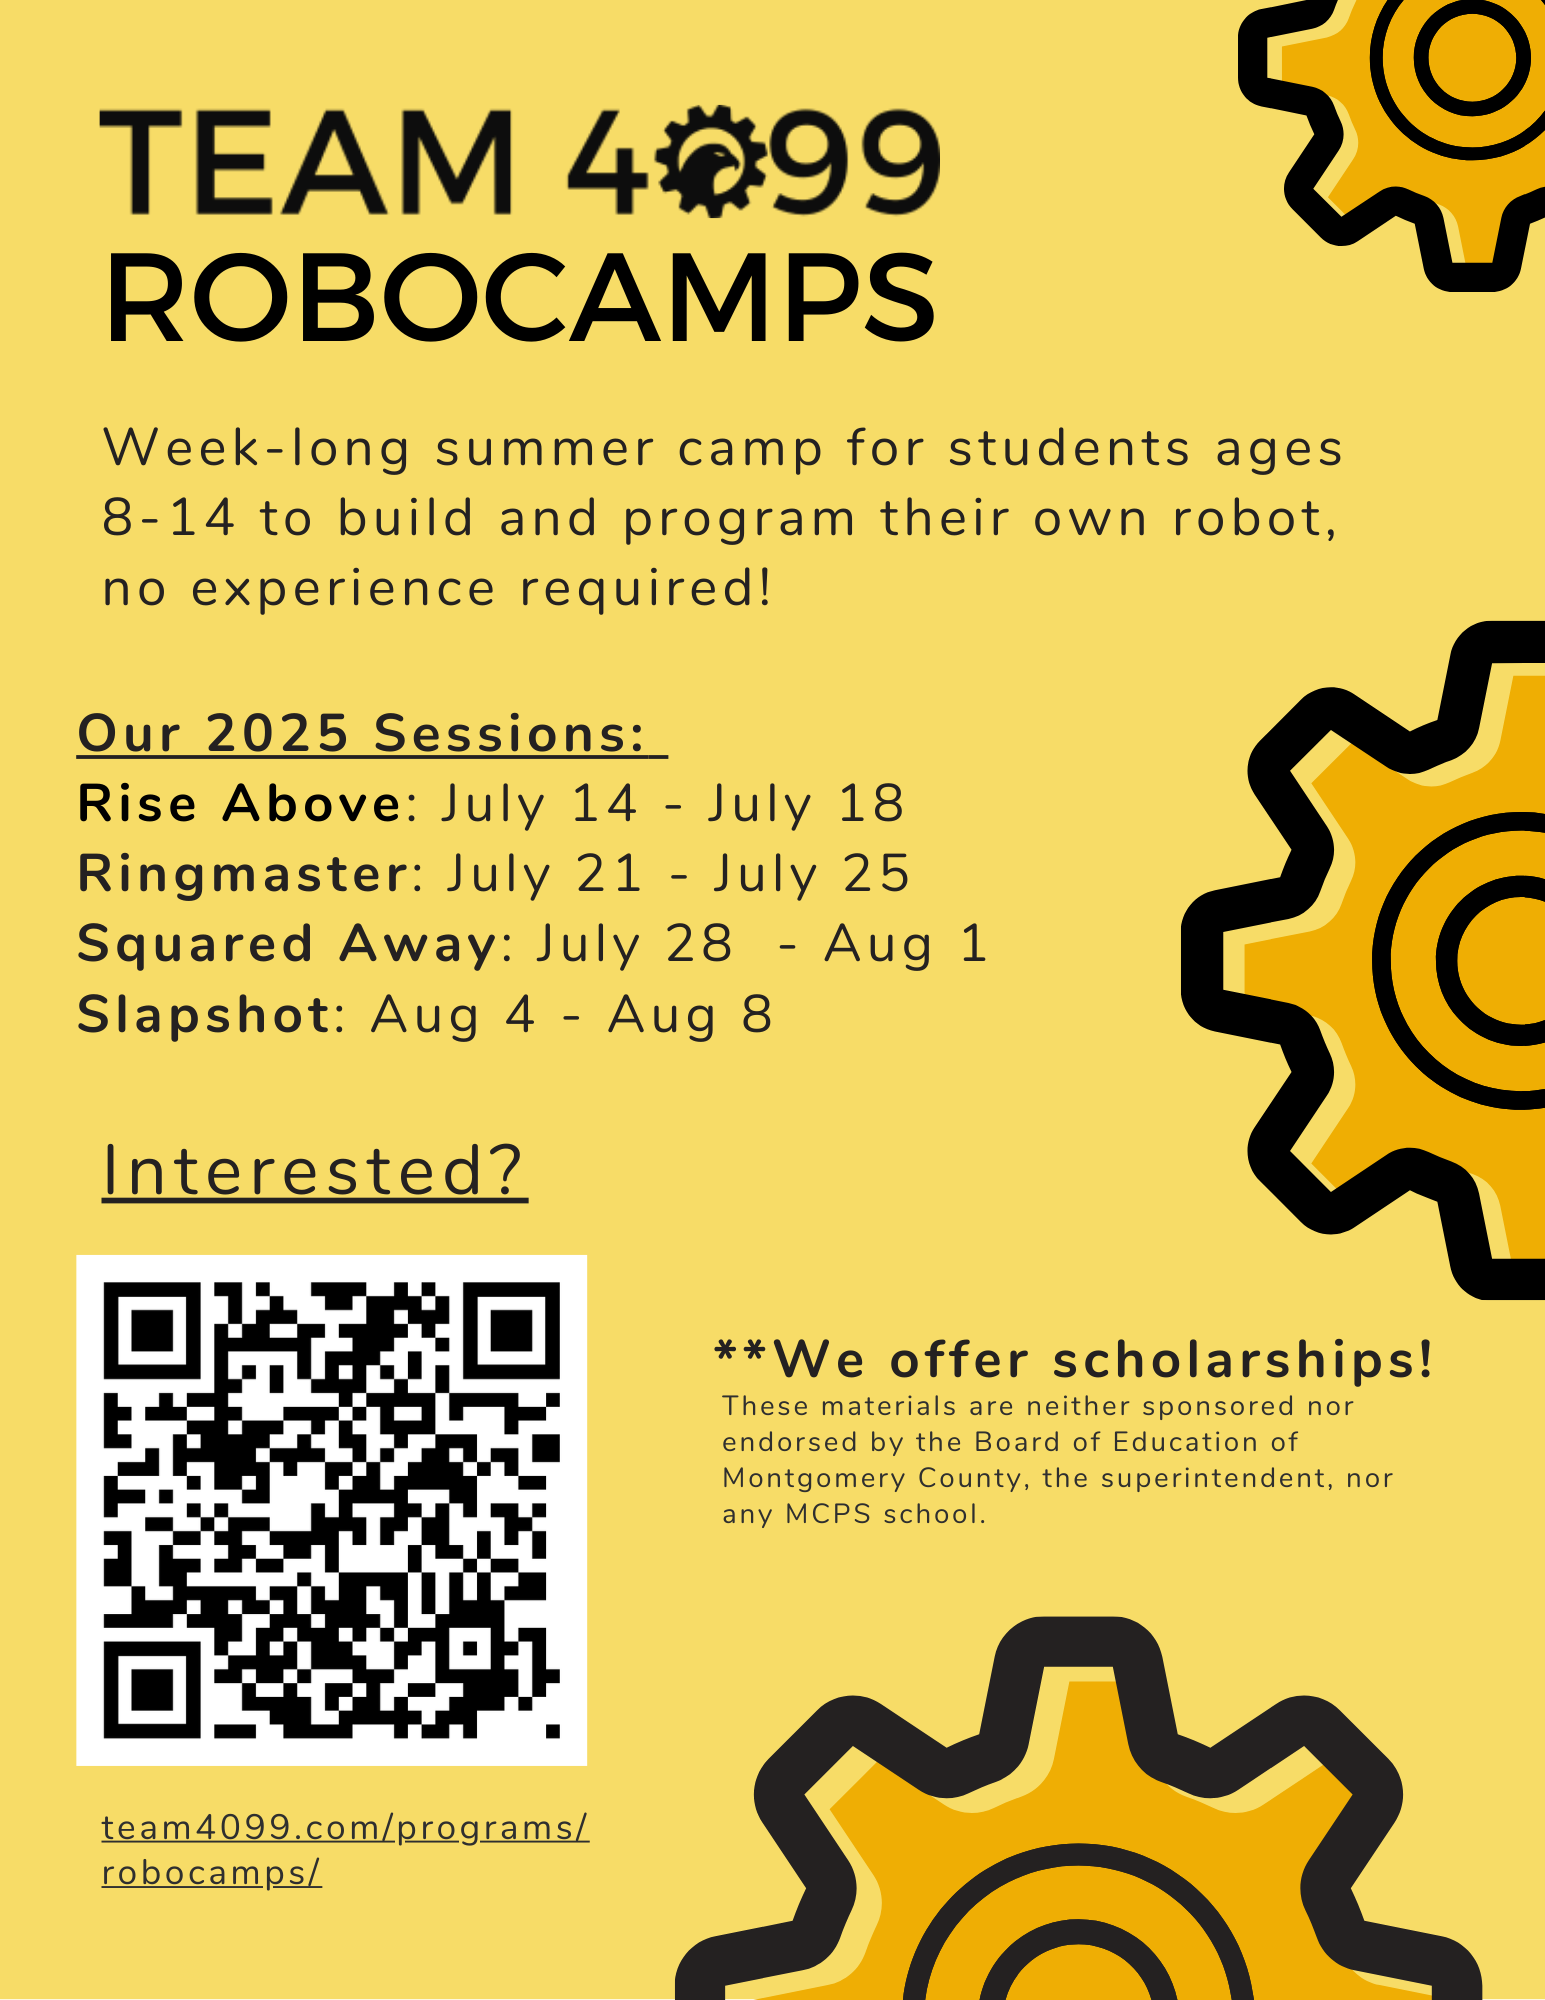 TEAM 4099
ROBOCAMPS
Week-long summer camp for students ages
8-14 to build and program their own robot,
no experience required!
Our 2025 Sessions:
Rise Above: July 14 - July 18
Ringmaster: July 21 - July 25
Squared Away: July 28  - Aug 1
Slapshot: Aug 4 - Aug 8
Interested?
**We offer scholarships!
These materials are neither sponsored nor
endorsed by the Board of Education of
Montgomery County, the superintendent, nor
any MCPS school.
team4099.com/programs/
robocamps/